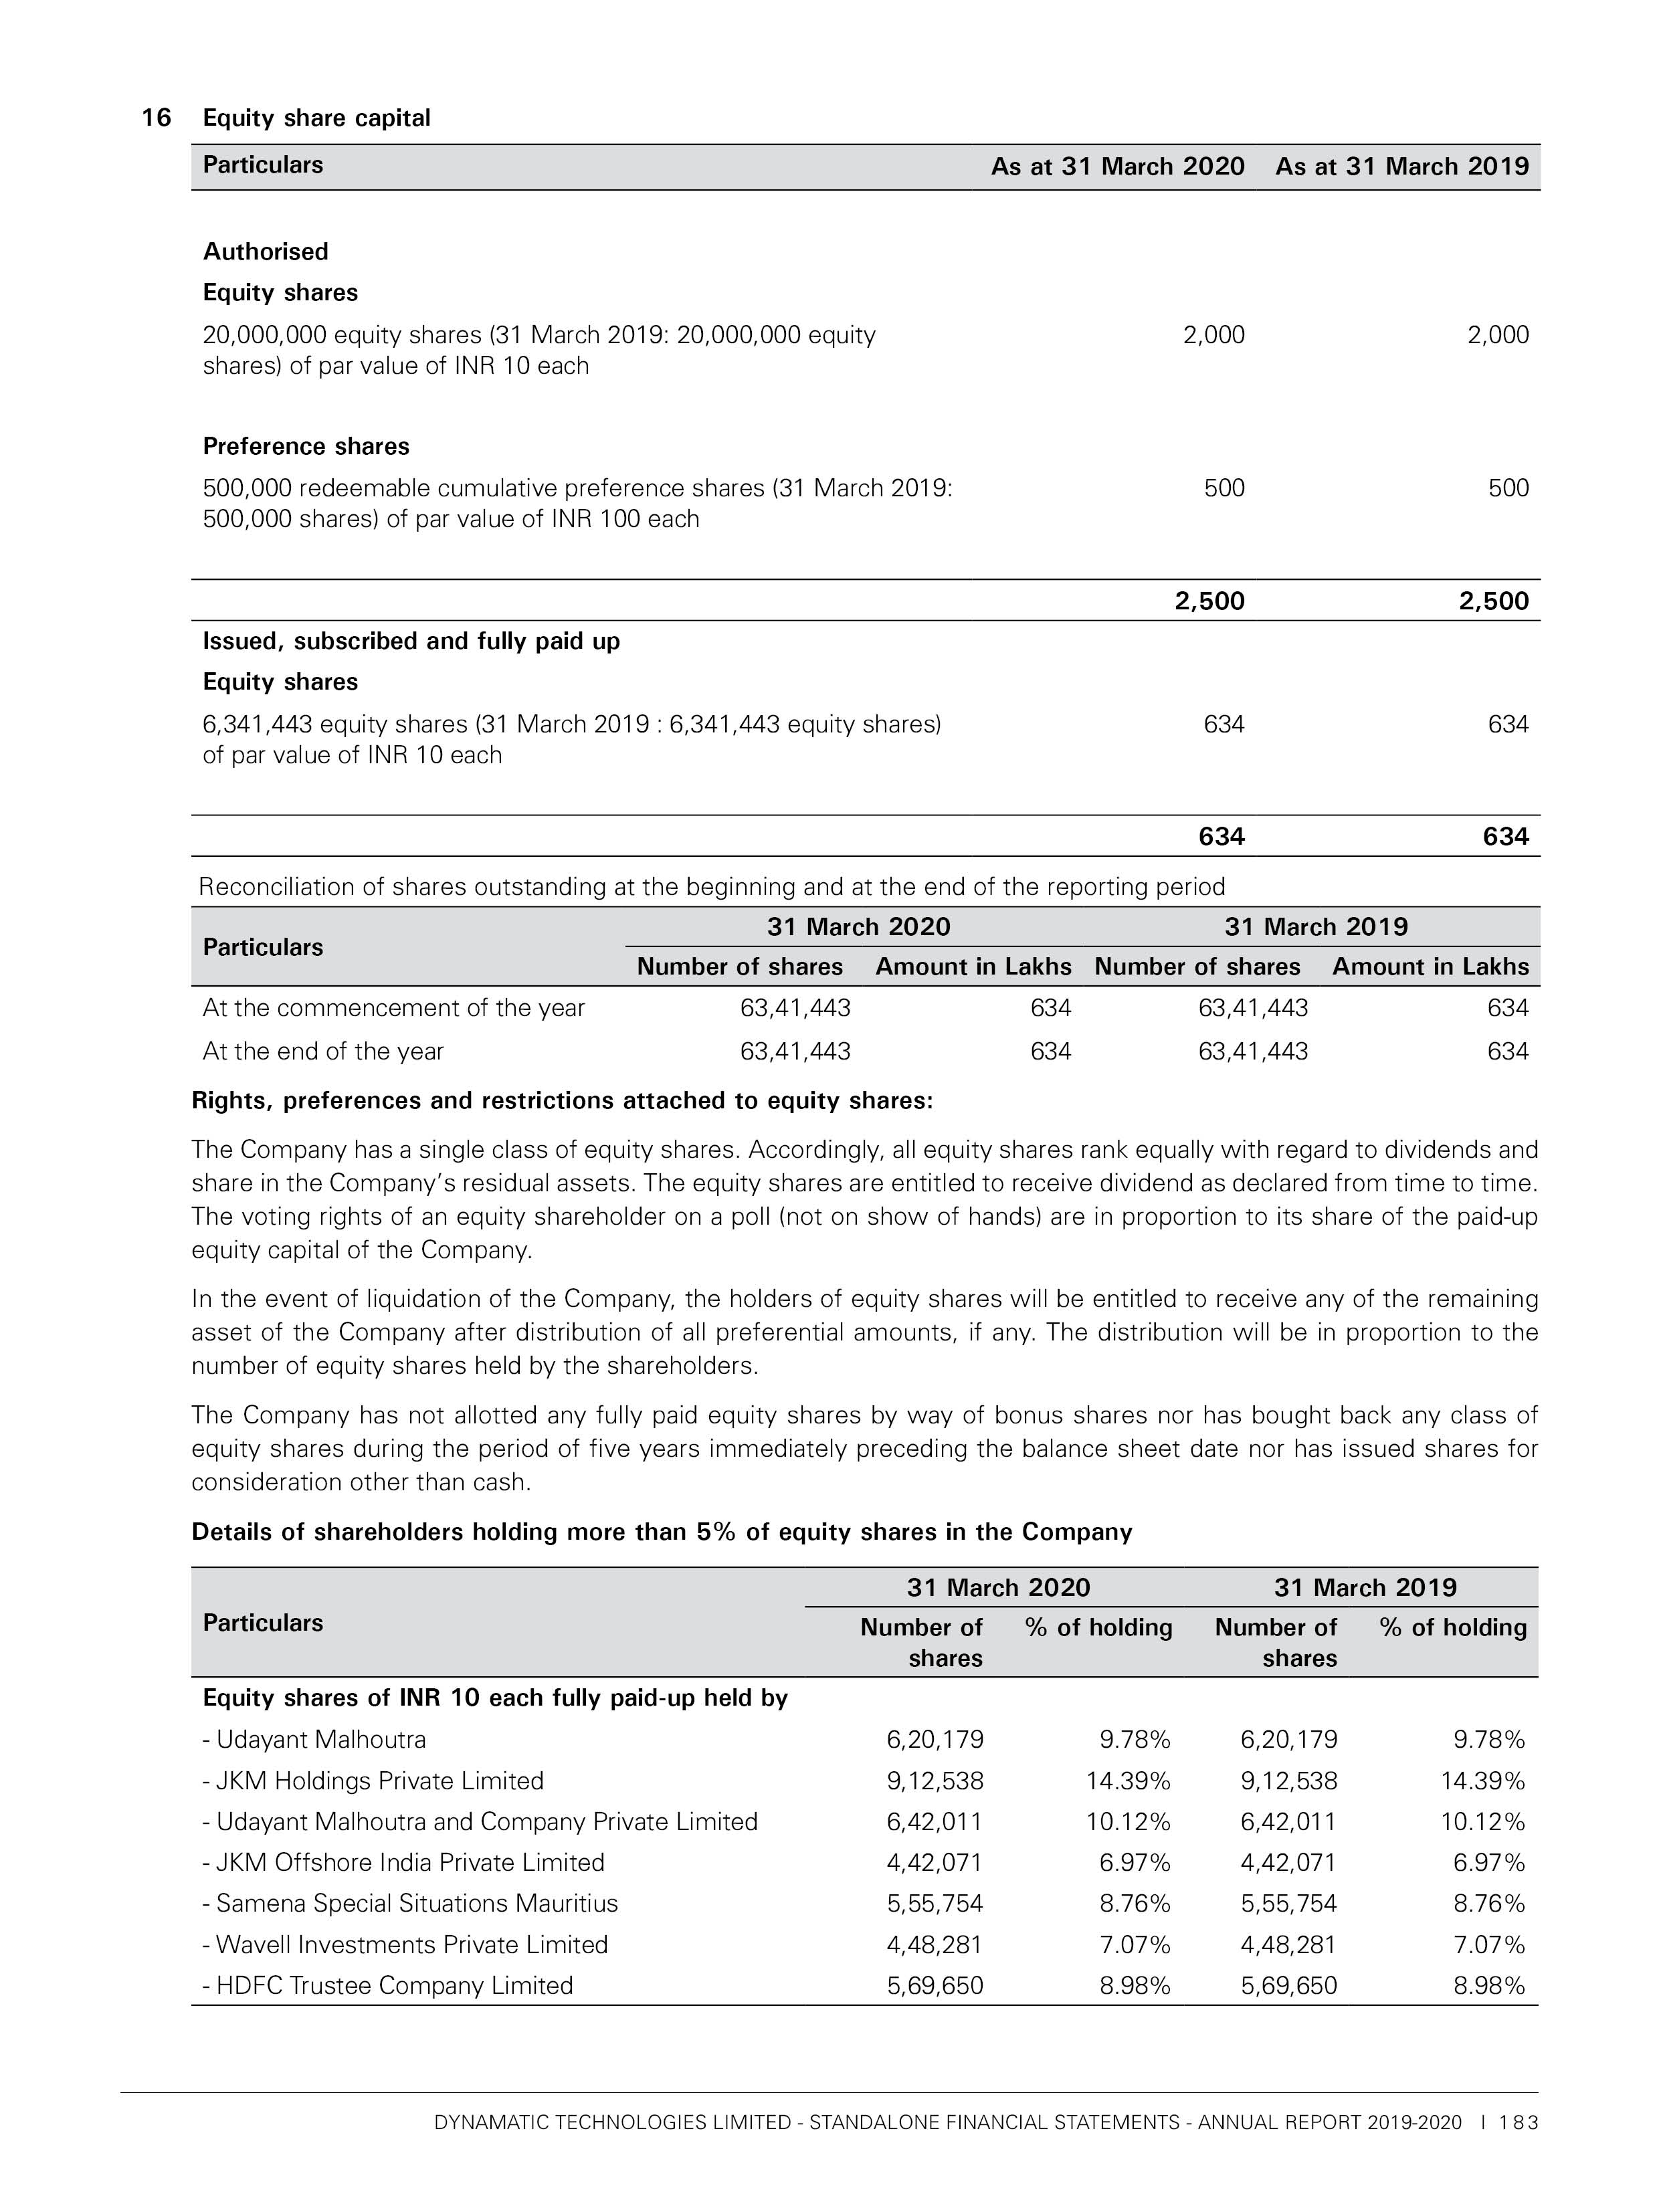 16 Equity share capital
Particulars As at 31 March 2020 As at 31 March 2019
Authorised
Equity shares
20,000,000 equity shares (31 March 2019: 20,000,000 equity 2,000 2,000
shares) of par value of INR 10 each
Preference shares
500,000 redeemable cumulative preference shares (31 March 2019: 500 500
500,000 shares) of par value of INR 100 each
2,500 2,500
Issued, subscribed and fully paid up
Equity shares
6,341,443 equity shares (31 March 2019 : 6,341,443 equity shares) 634 634
of par value of INR 10 each
634 634
Reconciliation of shares outstanding at the beginning and at the end of the reporting period
31 March 2020 31 March 2019
Particulars
Number of shares Amount in Lakhs Number of shares Amount in Lakhs
At the commencement of the year 63,41,443 634 63,41,443 634
At the end of the year 63,41,443 634 63,41,443 634
Rights, preferences and restrictions attached to equity shares:
The Company has a single class of equity shares. Accordingly, all equity shares rank equally with regard to dividends and
share in the Company’s residual assets. The equity shares are entitled to receive dividend as declared from time to time.
The voting rights of an equity shareholder on a poll (not on show of hands) are in proportion to its share of the paid-up
equity capital of the Company.
In the event of liquidation of the Company, the holders of equity shares will be entitled to receive any of the remaining
asset of the Company after distribution of all preferential amounts, if any. The distribution will be in proportion to the
number of equity shares held by the shareholders.
The Company has not allotted any fully paid equity shares by way of bonus shares nor has bought back any class of
equity shares during the period of five years immediately preceding the balance sheet date nor has issued shares for
consideration other than cash.
Details of shareholders holding more than 5% of equity shares in the Company
31 March 2020 31 March 2019
Particulars
Number of % of holding Number of % of holding
shares shares
Equity shares of INR 10 each fully paid-up held by
- Udayant Malhoutra 6,20,179 9.78% 6,20,179 9.78%
- JKM Holdings Private Limited 9,12,538 14.39% 9,12,538 14.39%
- Udayant Malhoutra and Company Private Limited 6,42,011 10.12% 6,42,011 10.12%
- JKM Offshore India Private Limited 4,42,071 6.97% 4,42,071 6.97%
- Samena Special Situations Mauritius 5,55,754 8.76% 5,55,754 8.76%
- Wavell Investments Private Limited 4,48,281 7.07% 4,48,281 7.07%
- HDFC Trustee Company Limited 5,69,650 8.98% 5,69,650 8.98%
DYNAMATIC TECHNOLOGIES LIMITED - STANDALONE FINANCIAL STATEMENTS - ANNUAL REPORT 2019-2020 | 183